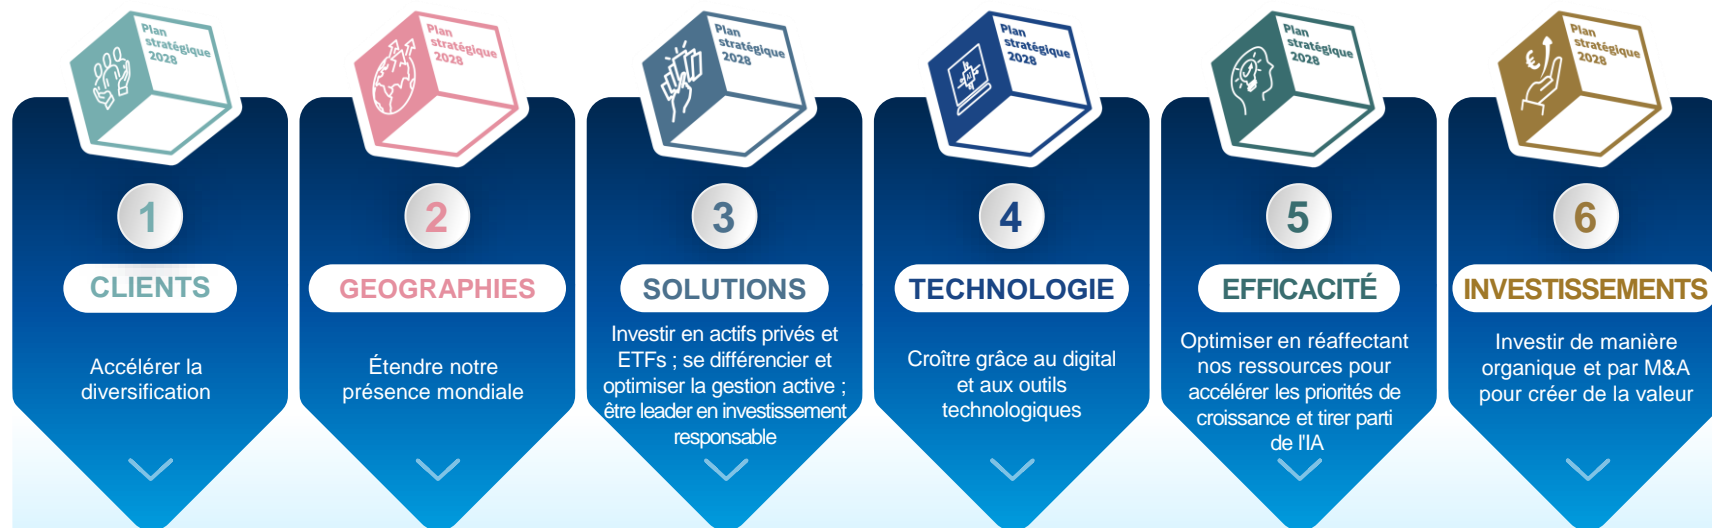 Plan
stratégique
2028
1
CLIENTS
Accélérer la
diversification
Plan
stratégique
2028
2
GEOGRAPHIES
Étendre notre
présence mondiale
Plan
stratégique
2028
3
SOLUTIONS
Investir en actifs privés et
ETFs ; se différencier et
optimiser la gestion active ;
être leader en investissement
responsable
Plan
stratégique
2028
AI
4
TECHNOLOGIE
Croître grâce au digital
et aux outils
technologiques
Plan
stratégique
2028
5
EFFICACITÉ
Optimiser en réaffectant
nos ressources pour
accélérer les priorités de
croissance et tirer parti
de l'IA
Plan
stratégique
2028
€
6
INVESTISSEMENTS
Investir de manière
organique et par M&A
pour créer de la valeur